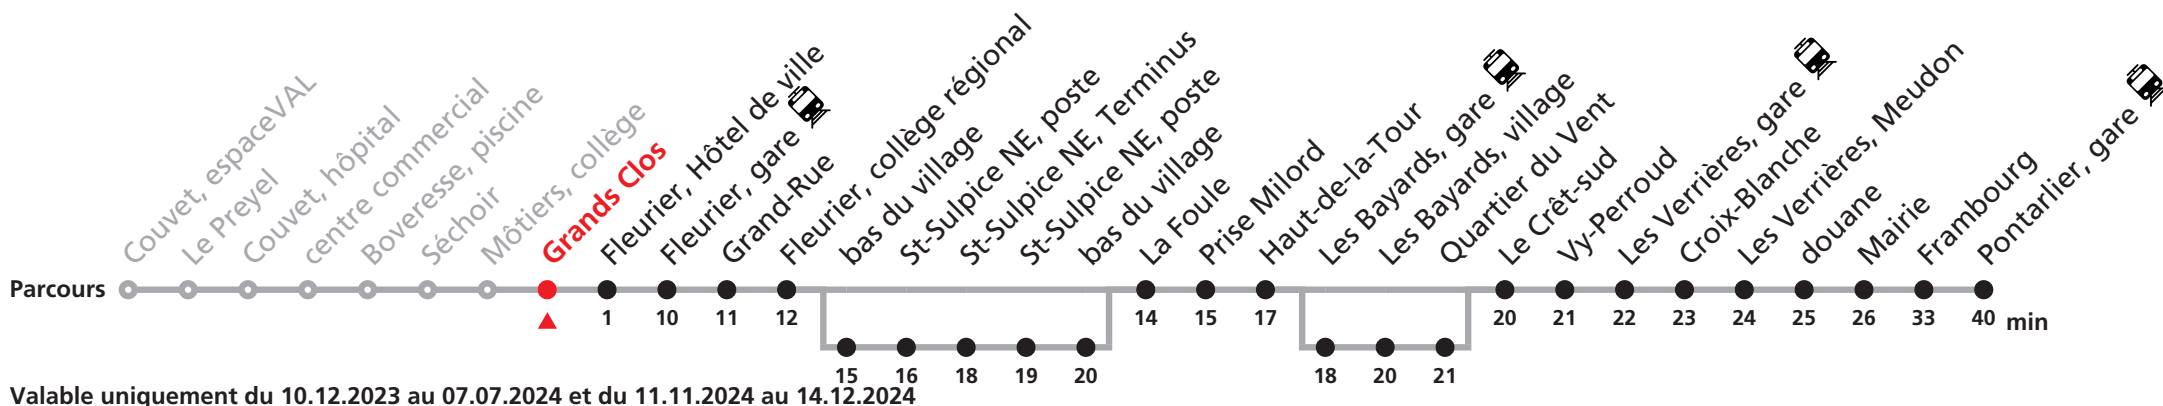 Couvet, espaceVAL
Le Preyel
Couvet, hôpital
centre commercial
Boveresse, piscine
Séchoir
Môtiers, collège
Grands Clos
Fleurier, Hôtel de ville
Fleurier, gare
Grand-Rue
Fleurier, collège régional
bas du village
St-Sulpice NE, poste
St-Sulpice NE, Terminus
St-Sulpice NE, poste
bas du village
La Foule
Prise Milord
Haut-de-la-Tour
Les Bayards, gare
Les Bayards, village
Quartier du Vent
Le Crêt-sud
Vy-Perroud
Les Verrières, gare
Croix-Blanche
Les Verrières, Meudon
douane
Mairie
Frambourg
Pontarlier, gare
Parcours
1 10 11 12 14 15 17 20 21 22 23 24 25 26 33 40 min
15 16 18 19 20 18 20 21
Valable uniquement du 10.12.2023 au 07.07.2024 et du 11.11.2024 au 14.12.2024